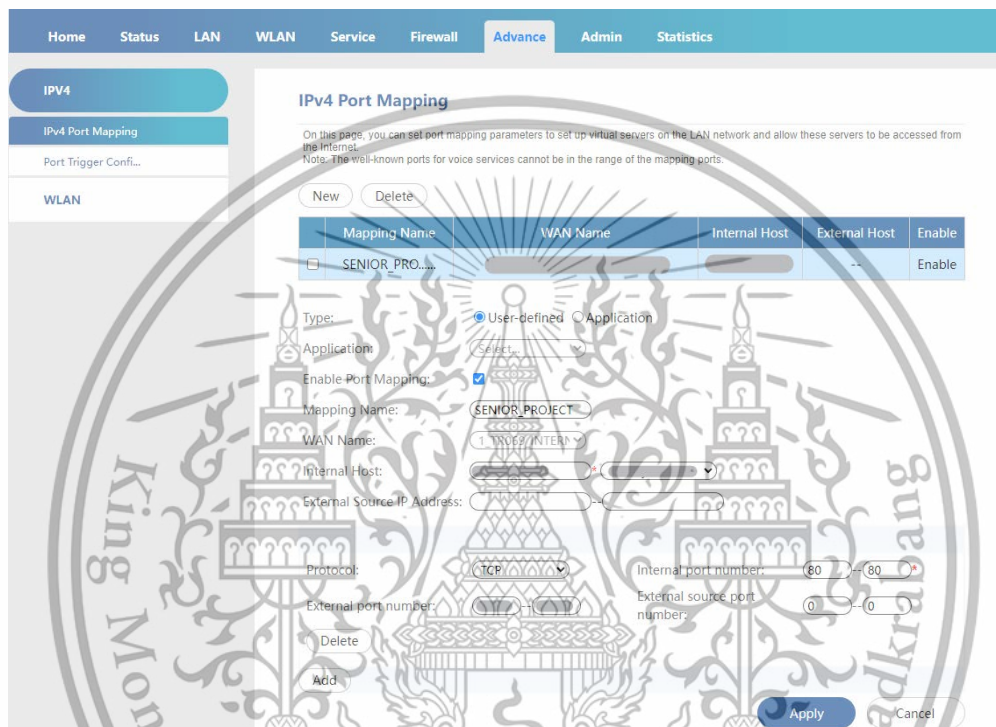 Home Status LAN WLAN Service Firewall Advance Admin Statistics
IPV4
IPv4 Port Mapping
Port Trigger Confi...
WLAN
IPv4 Port Mapping
On this page, you can set port mapping parameters to set up virtual servers on the LAN network and allow these servers to be accessed from
the Internet.
Note: The well-known ports for voice services cannot be in the range of the mapping ports.
New Delete
Mapping Name WAN Name Internal Host External Host Enable
SENIOR_PRO...... -- Enable
Type: User-defined Application
Application: Select...
Enable Port Mapping:
Mapping Name: SENIOR_PROJECT
WAN Name:
Internal Host: *
External Source IP Address: --
Protocol: TCP Internal port number: 80 -- 80 *
External port number: -- External source port number: 0 -- 0
Delete
Add
Apply Cancel
King Mon
dkrabang